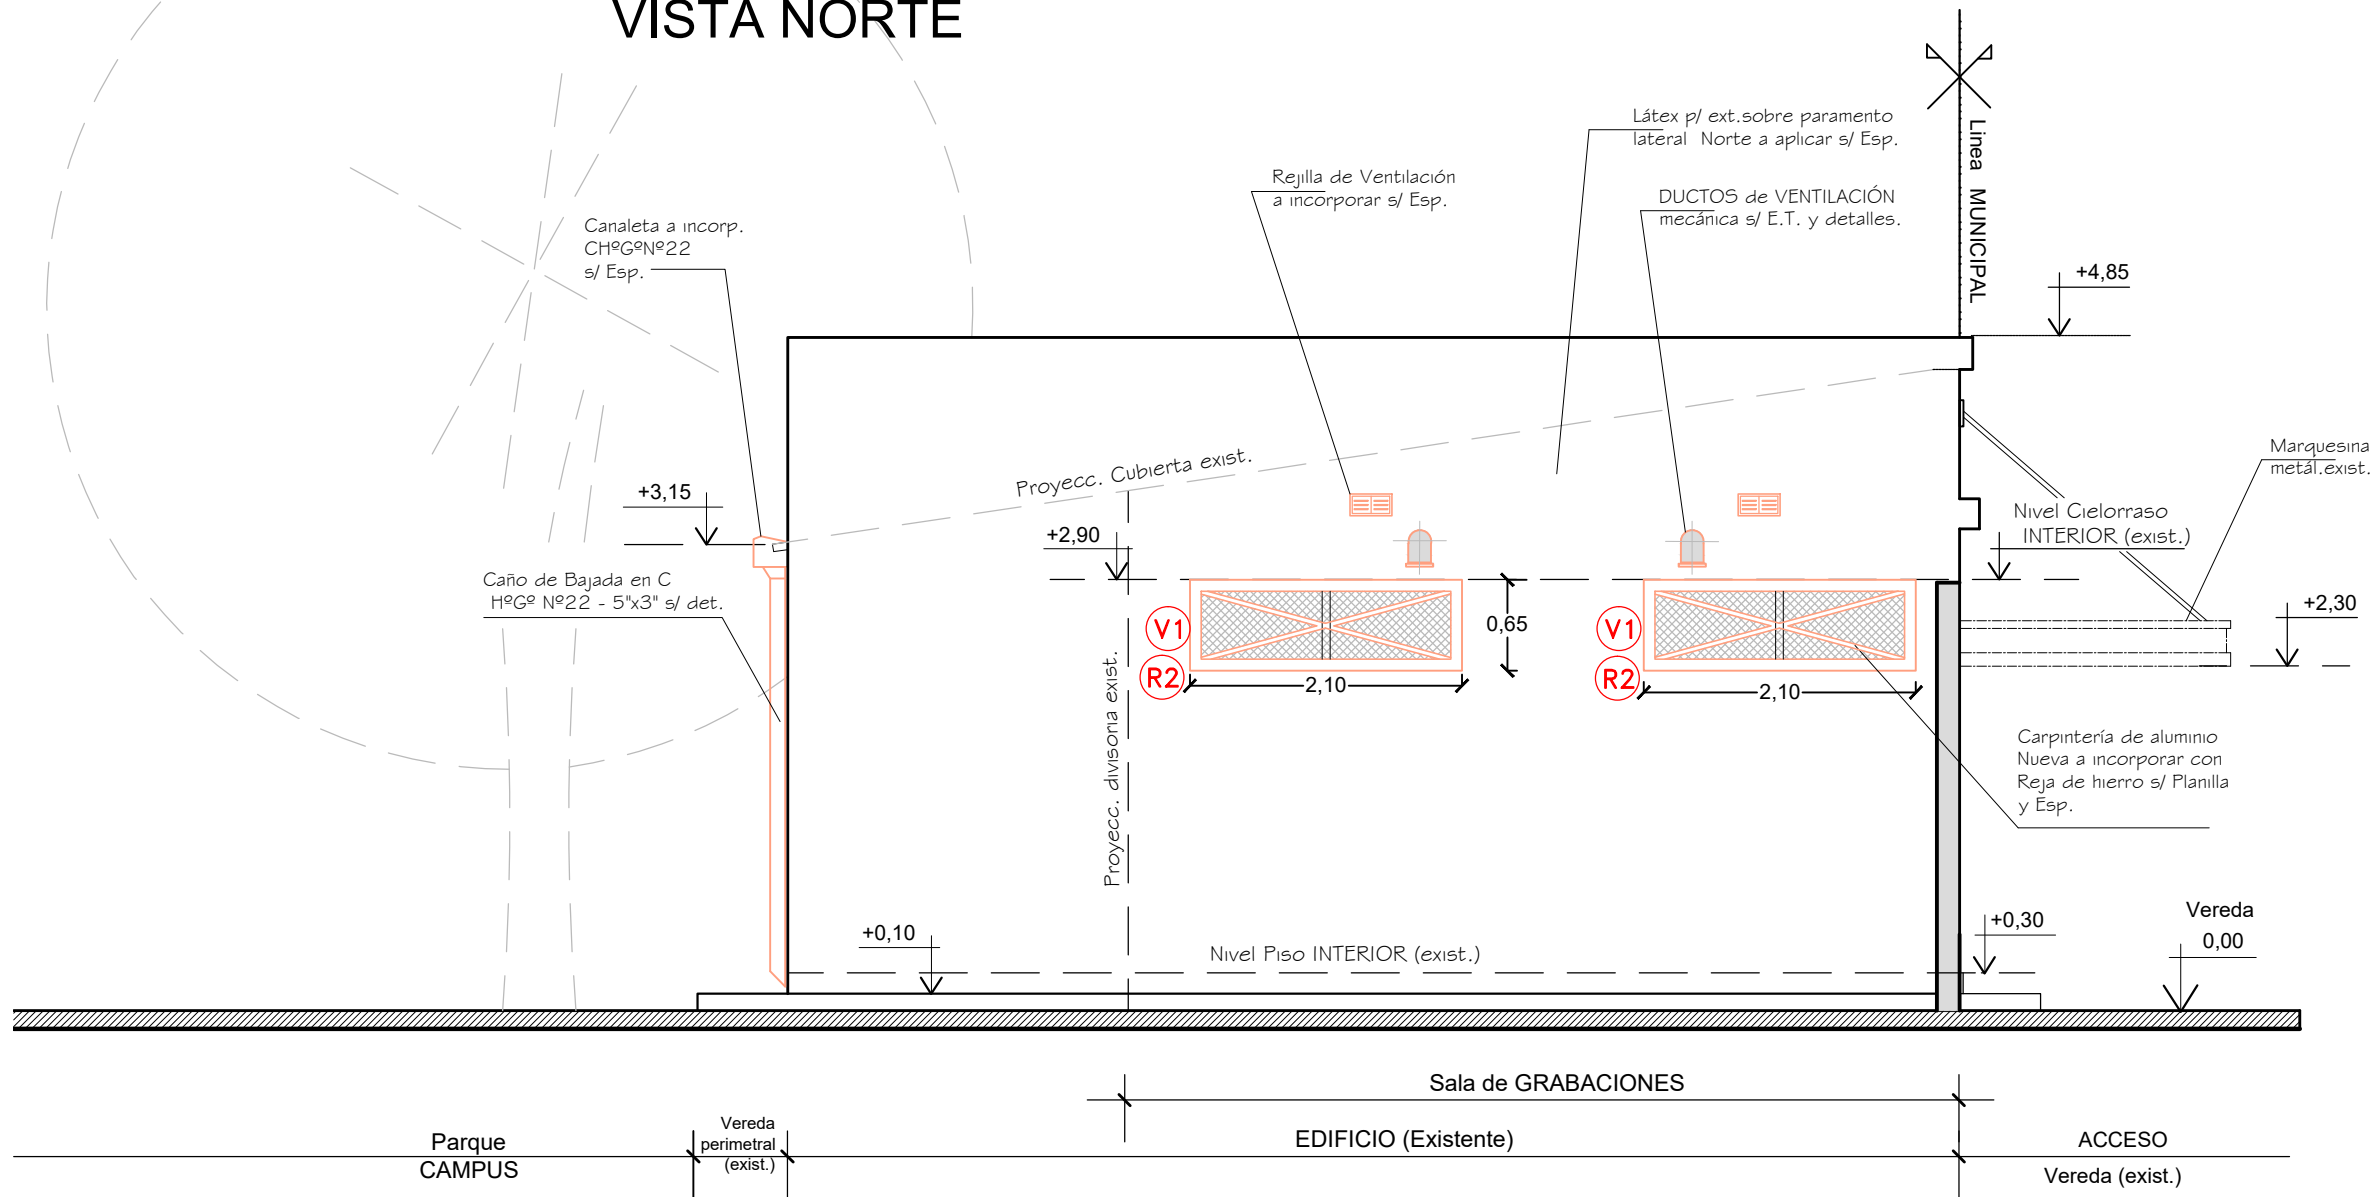 VISTA NORTE
Látex p/ ext.sobre paramento
lateral Norte a aplicar s/ Esp.
Linea MUNICIPAL
Rejilla de Ventilación
a incorporar s/ Esp.
DUCTOS de VENTILACIÓN
mecánica s/ E.T. y detalles.
Canaleta a incorp.
CHºGºNº22
s/ Esp.
+4,85
Marquesina
metál.exist.
Proyecc. Cubierta exist.
+3,15
Nivel Cielorraso
INTERIOR (exist.)
+2,90
Caño de Bajada en C
HºGº Nº22 - 5"x3" s/ det.
+2,30
V1
R2
2,10
0,65
V1
R2
2,10
Proyecc. divisoria exist.
Carpintería de aluminio
Nueva a incorporar con
Reja de hierro s/ Planilla
y Esp.
+0,10
Nivel Piso INTERIOR (exist.)
+0,30
Vereda
0,00
Sala de GRABACIONES
Parque
CAMPUS
Vereda
perimetral
(exist.)
EDIFICIO (Existente)
ACCESO
Vereda (exist.)